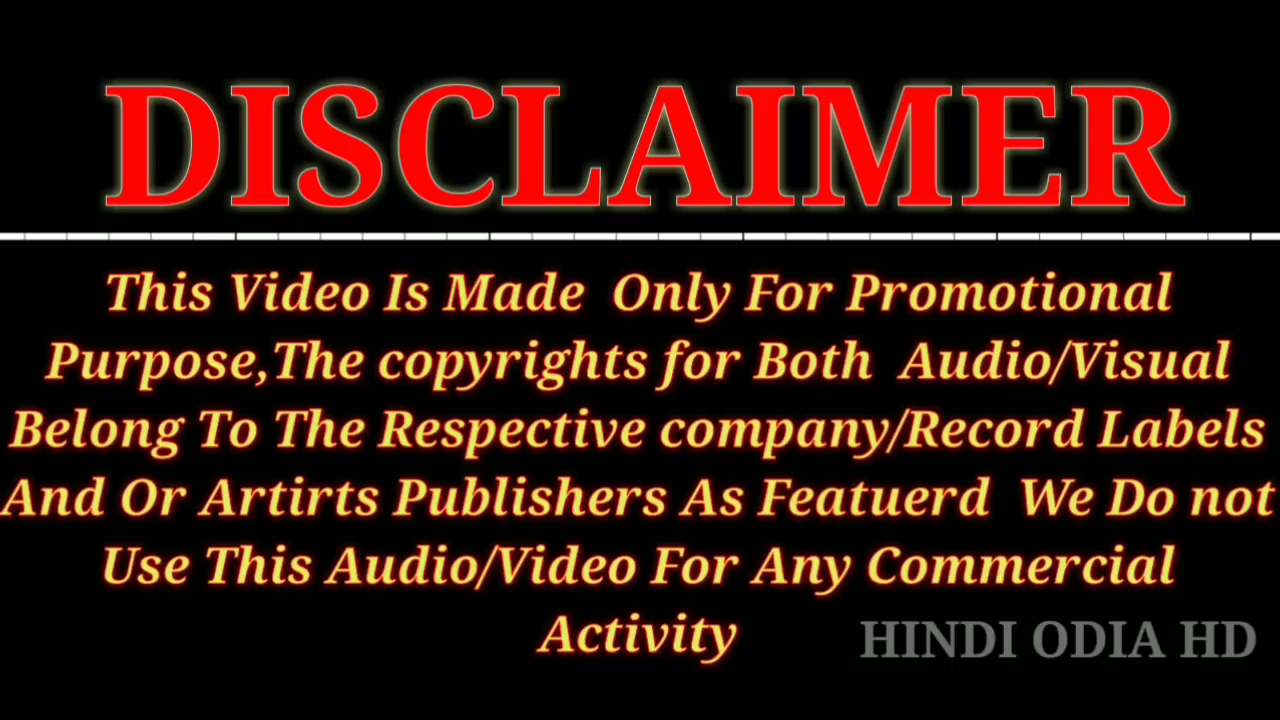 DISCLAIMER
This Video Is Made Only For Promotional
Purpose,The copyrights for Both Audio/Visual
Belong To The Respective company/Record Labels
And Or Artirts Publishers As Featuerd We Do not
Use This Audio/Video For Any Commercial
Activity
HINDI ODIA HD